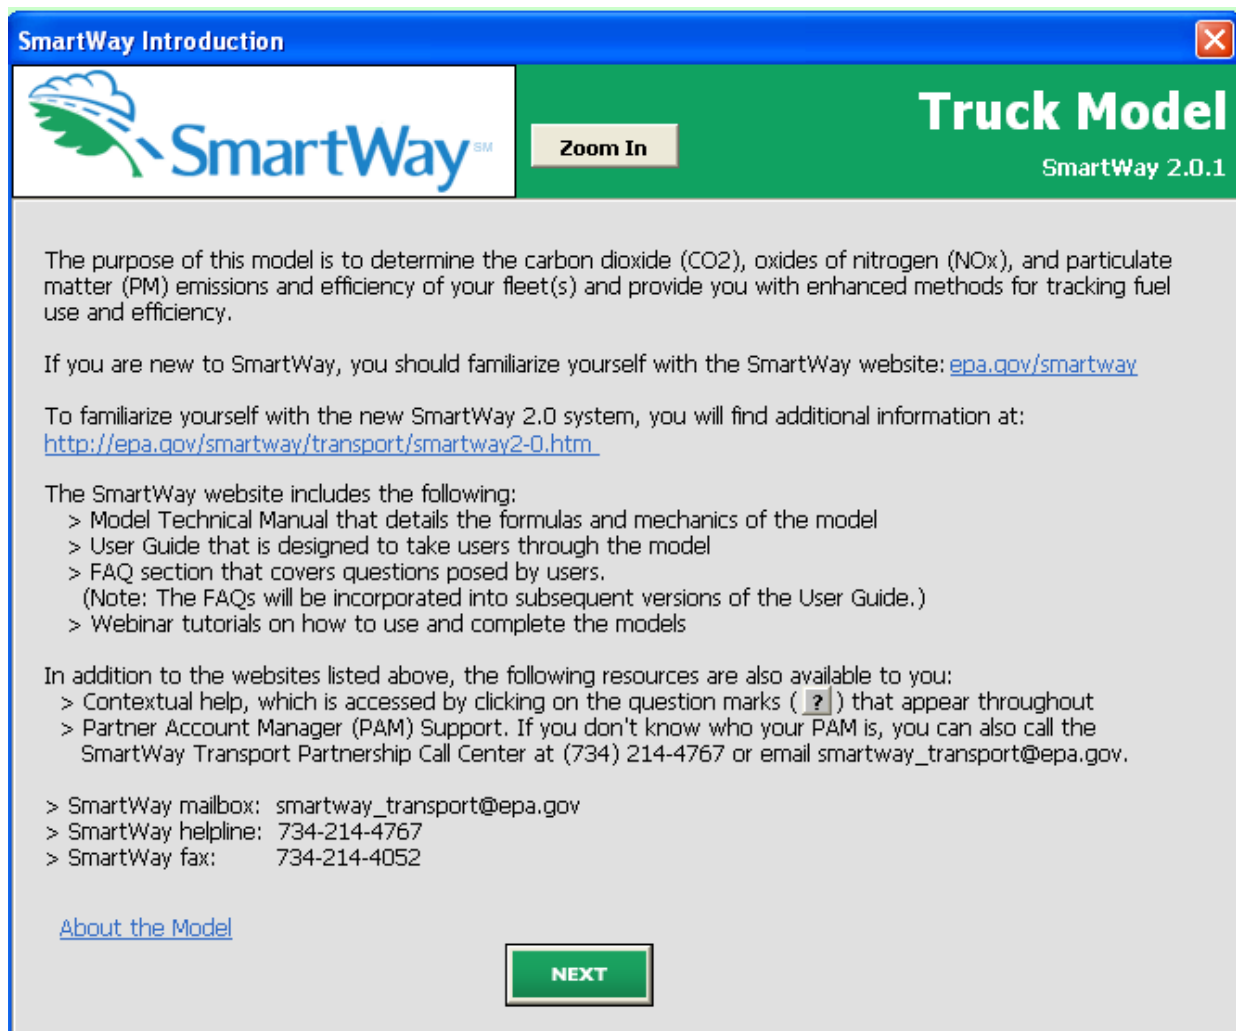 SmartWay Introduction
SmartWay SM
Zoom In
Truck Model
SmartWay 2.0.1
The purpose of this model is to determine the carbon dioxide (CO2), oxides of nitrogen (NOx), and particulate
matter (PM) emissions and efficiency of your fleet(s) and provide you with enhanced methods for tracking fuel
use and efficiency.
If you are new to SmartWay, you should familiarize yourself with the SmartWay website: epa.gov/smartway
To familiarize yourself with the new SmartWay 2.0 system, you will find additional information at:
http://epa.gov/smartway/transport/smartway2-0.htm
The SmartWay website includes the following:
> Model Technical Manual that details the formulas and mechanics of the model
> User Guide that is designed to take users through the model
> FAQ section that covers questions posed by users.
(Note: The FAQs will be incorporated into subsequent versions of the User Guide.)
> Webinar tutorials on how to use and complete the models
In addition to the websites listed above, the following resources are also available to you:
> Contextual help, which is accessed by clicking on the question marks ( ? ) that appear throughout
> Partner Account Manager (PAM) Support. If you don't know who your PAM is, you can also call the
SmartWay Transport Partnership Call Center at (734) 214-4767 or email smartway_transport@epa.gov.
> SmartWay mailbox: smartway_transport@epa.gov
> SmartWay helpline: 734-214-4767
> SmartWay fax: 734-214-4052
About the Model
NEXT